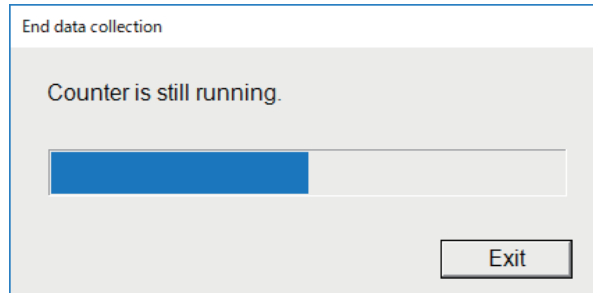 End data collection
Counter is still running.
Exit